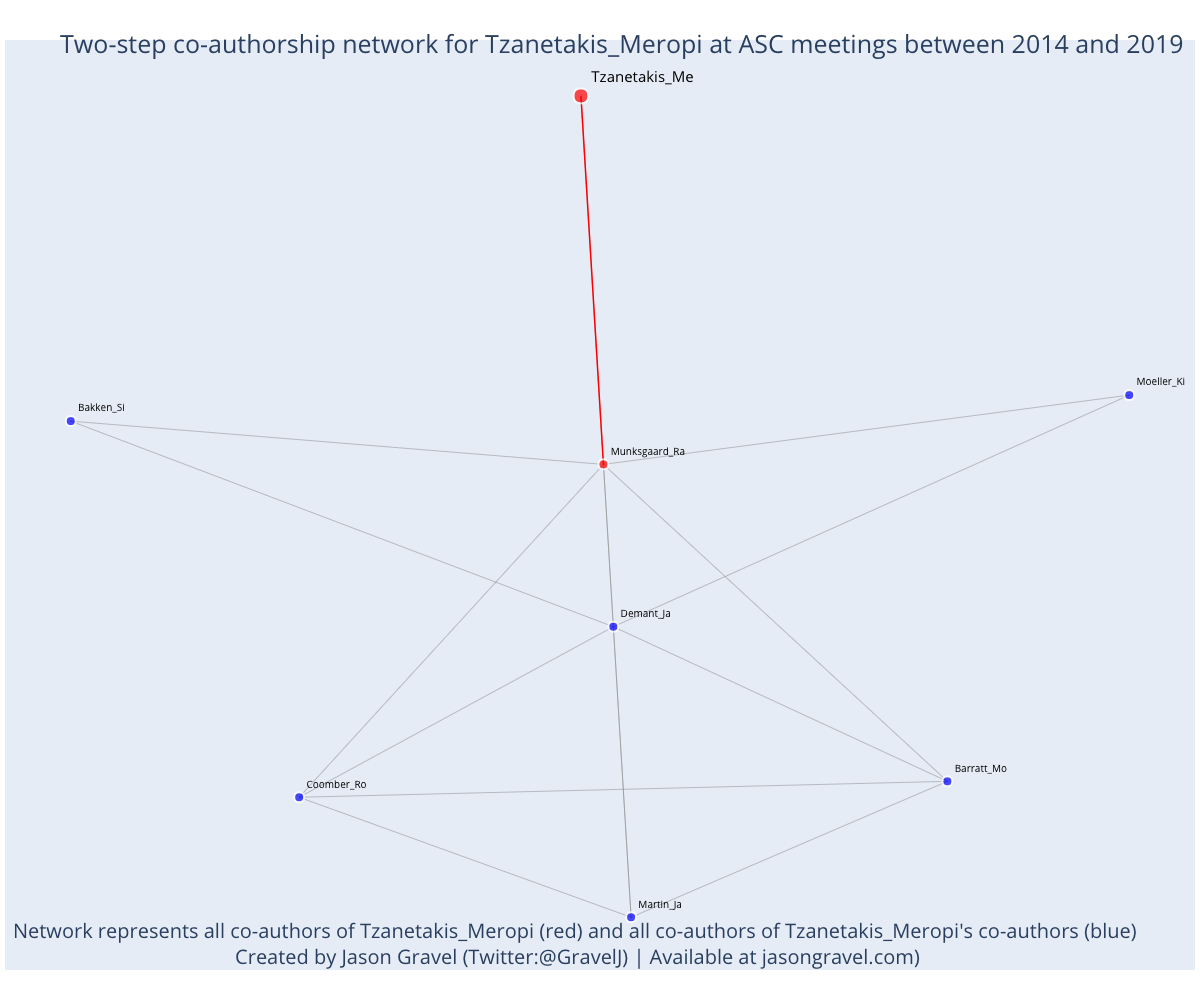 Two-step co-authorship network for Tzanetakis_Meropi at ASC meetings between 2014 and 2019
Tzanetakis_Me
Moeller_Ki
Bakken_Si
Munksgaard_Ra
Demant_Ja
Barratt_Mo
Coomber_Ro
Martin_Ja
Network represents all co-authors of Tzanetakis_Meropi (red) and all co-authors of Tzanetakis_Meropi's co-authors (blue)
Created by Jason Gravel (Twitter:@GravelJ) | Available at jasongravel.com)